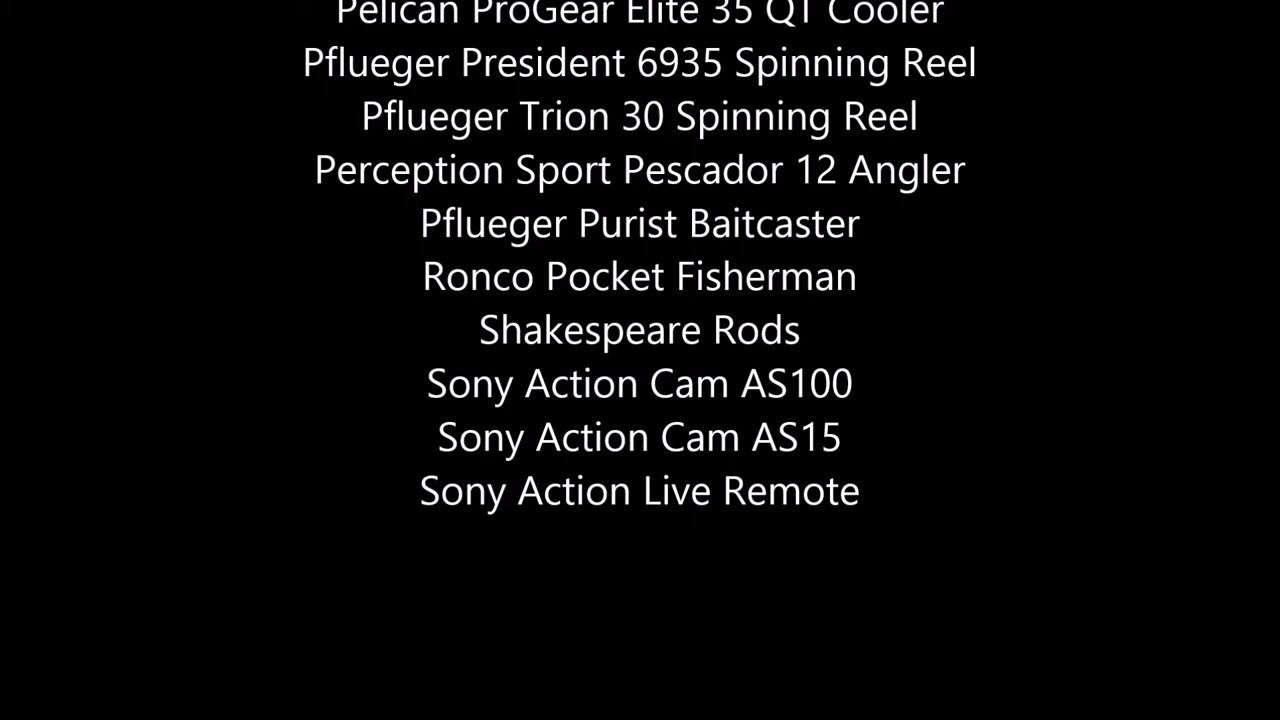 Pelican ProGear Elite 35 QT Cooler
Pflueger President 6935 Spinning Reel
Pflueger Trion 30 Spinning Reel
Perception Sport Pescador 12 Angler
Pflueger Purist Baitcaster
Ronco Pocket Fisherman
Shakespeare Rods
Sony Action Cam AS100
Sony Action Cam AS15
Sony Action Live Remote